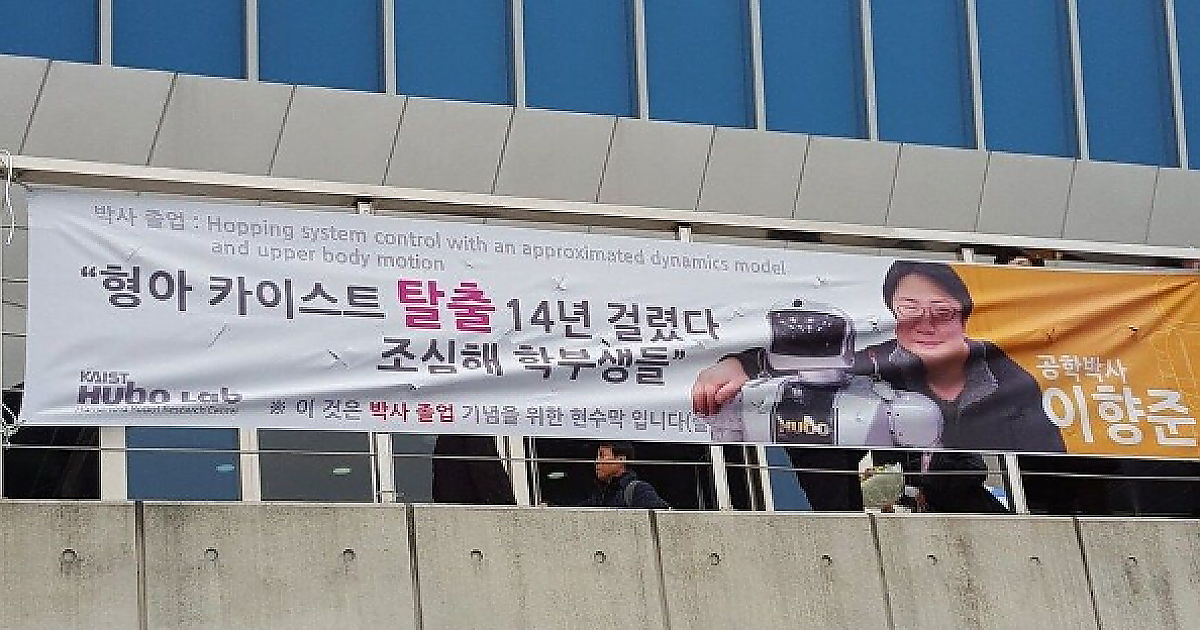 박사 졸업 : Hopping system control with an approximated dynamics model
and upper body motion
“형아 카이스트 탈출 14년 걸렸다
조심해 학부생들”
KAIST
HUBO Lab
※ 이 것은 박사 졸업 기념을 위한 현수막 입니다
HUBO
공학박사
이향준